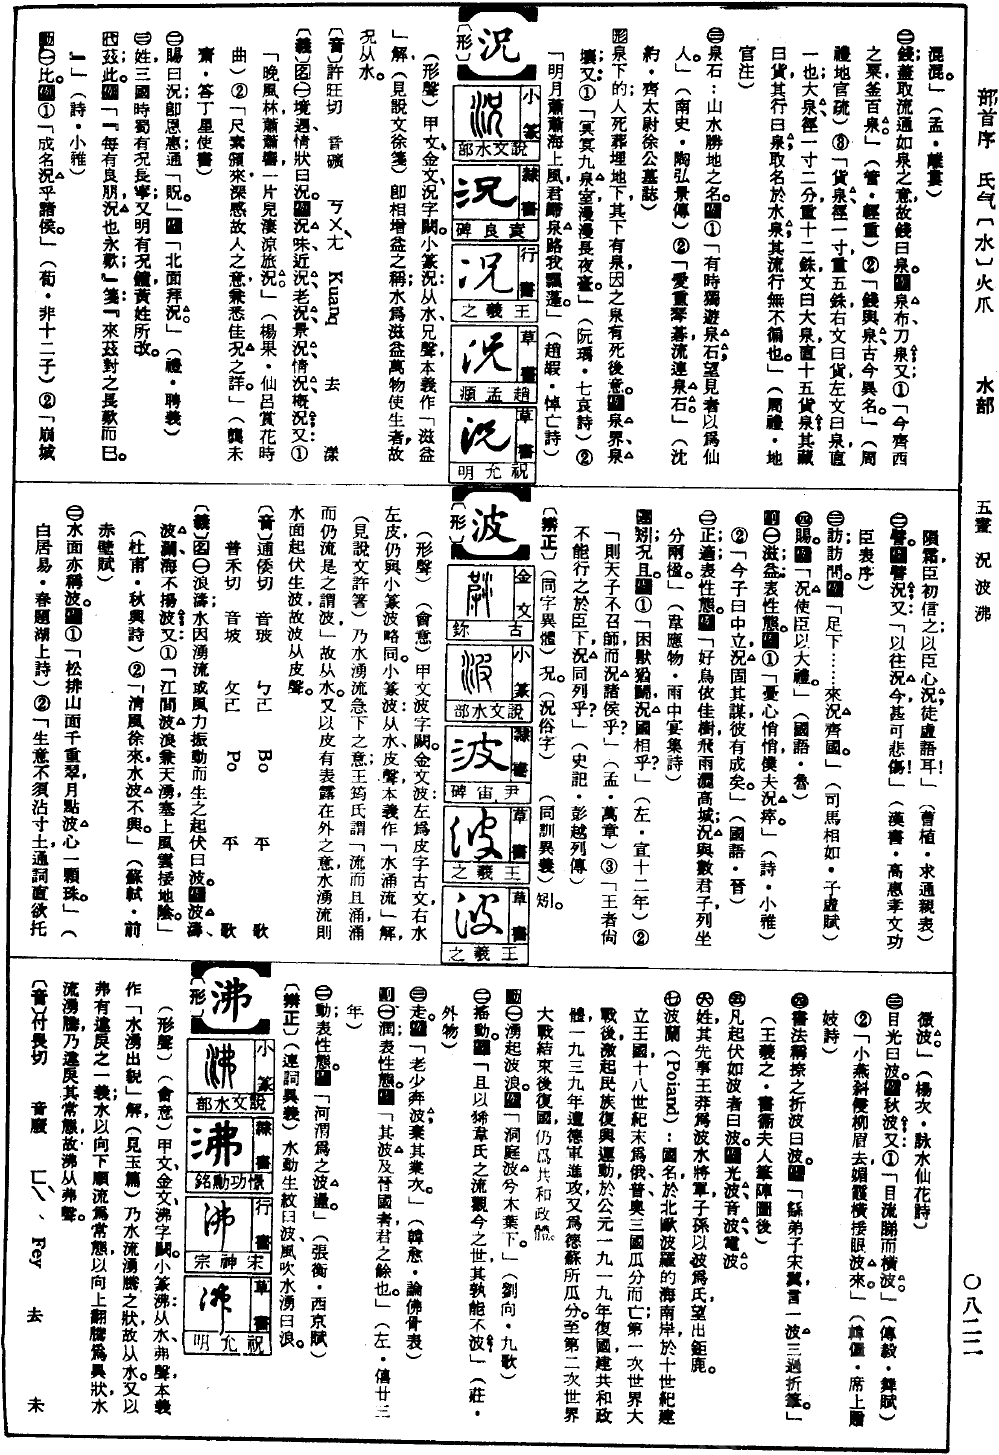 部首序　氏气〔水〕火爪　　水部
五畫　況波沸
〇八二二
混混。」（孟・離婁）
㊁錢蓋取流通如泉之意故錢曰泉。泉布刀泉；又①「今齊西
之粟釜百泉。」（管・輕重）②「錢與泉古今異名。」（周
禮地官疏）③「貨泉徑一寸，重五銖，右文曰貨，左文曰泉，直
一也；大泉徑一寸二分，重十二銖，文曰大泉，直十五貨泉；其藏
曰貨，其行曰泉，取名於水泉，其流行無不徧也。」（周禮・地
官注）
㊂泉石：山水勝地之名。①「有時獨遊泉石，望見者以爲仙
人。」（南史・陶弘景傳）②「愛重琴碁，流連泉石。」（沈
約・齊太尉徐公墓誌）
泉下的人死葬埋地下，其下有泉，因之泉有死後意。泉界、泉
壤；又①「冥冥九泉室，漫漫長夜臺。」（阮瑀・七哀詩）②
「明月蕭蕭海上風，君歸泉路我飄蓬。」（趙嘏・悼亡詩）
況
〔形〕
小篆　說文水部
隸書　袁良碑
行書　王羲之
草書　趙孟頫
草書　祝允明
（形聲）甲文、金文況字闕。小篆況：从水、兄聲，本義作「滋益
」解，（見說文徐箋）卽相增益之稱；水爲滋益萬物使生者，故
況从水。
〔音〕許旺切　音礦　ㄎㄨㄤˋ　Kuang　去　漾
〔義〕㊀境遇情狀曰況。況味、近況、老況、景況、情況、概況；又①
「晚風林蕭蕭，畫一片兒淒涼旅況。」（楊果・仙呂賞花時
曲）②「尺素頒來，深感故人之意，兼悉佳況之詳。」（龔未
齋・答丁星使書）
㊁賜曰況，卽恩惠，通「貺」。「北面拜況。」（禮・聘義）
㊂姓，三國時蜀有況長寧；又明有況鍾，黃姓所改。
茲此。「『每有良朋，況也永歎；』箋：『來茲對之長歎而已。
』」（詩・小雅）
㊀比。①「成名況乎諸侯。」（荀・非十二子）②「崩城
隕霜，臣初信之；以臣心況，徒虛語耳！」（曹植・求通親表）
㊁譬。譬況；又「以往況今，甚可悲傷！」（漢書・高惠孝文功
臣表序）
㊂訪，訪問。「足下……來況齊國。」（司馬相如・子虛賦）
㊃賜。「況使臣以大禮。」（國語・魯）
㊀滋，益；表性態。①「憂心悄悄，僕夫況瘁。」（詩・小雅）
②「今子曰中立，況固其謀，彼有成矣。」（國語・晉）
㊁正，適；表性態。「好鳥依佳樹，飛雨灑高城；況與數君子，列坐
分兩楹。」（韋應物・雨中宴集詩）
矧，況且。①「困獸猶鬪，況國相乎？」（左・宣十二年）②
「則天子不召師，而況諸侯乎？」（孟・萬章）③「王者尙
不能行之於臣下，況同列乎？」（史記・彭越列傳）
〔辨正〕（同字異體）況。（況俗字）　（同訓異義）矧。
波
〔形〕
金文　古鉥
小篆　說文水部
隸書　尹宙碑
草書　王羲之
草書　王羲之
（形聲）（會意）甲文波字闕。金文波：左爲皮字古文，右水
左皮，仍與小篆波略同。小篆波：从水、皮聲，本義作「水涌流」解，
（見說文許著）乃水湧流急下之意；王筠氏謂「流而且涌，涌
而仍流，是之謂波」，故从水。又以皮有表露在外之意，水湧流則
水面起伏生波，故波从皮聲。
〔音〕逋倭切　音玻　ㄅㄛ　Bo　平　歌
普禾切　音坡　ㄆㄛ　Po　平　歌
〔義〕㊀浪濤；水因湧流或風力振動而生之起伏曰波。波濤、
波瀾、海不揚波；又①「江間波浪兼天湧，塞上風雲接地陰。」
（杜甫・秋興詩）②「清風徐來，水波不興。」（蘇軾・前
赤壁賦）
㊁水面亦稱波。①「松排山面千重翠，月點波心一顆珠。」（
白居易・春題湖上詩）②「生意不須沾寸土，通詞直欲托
微波。」（楊次・詠水仙花詩）
㊂目光曰波。秋波；又①「目流睇而橫波。」（傅毅・舞賦）
②「小燕斜侵柳眉去，媚霞橫接眼波來。」（韓偓・席上贈
妓詩）
㊃書法稱捺之折波曰波。「繇弟子宋翼言一波三過折筆。」
（王羲之・書衞夫人筆陣圖後）
㊄凡起伏如波者曰波。光波、音波、電波。
㊅姓，其先事王莽爲波水將軍，子孫以波爲氏，望出鉅鹿。
㊆波蘭（Poland）：國名，於北歐波羅的海南岸，於十世紀建
立王國，十八世紀末爲俄、普、奧三國瓜分而亡；第一次世界大
戰後激起民族復興運動，於公元一九一九年復國，建共和政
體，一九三九年遭德軍進攻，又爲德蘇所瓜分。至第二次世界
大戰結束後復國，仍爲共和政體。
㊀湧起波浪。「洞庭波兮木葉下。」（劉向・九歌）
㊁搖動。「且以狶韋氏之流觀今之世，其孰能不波。」（莊・
外物）
㊂走。「老少奔波，棄其業次。」（韓愈・論佛骨表）
㊀潤；表性態。「其波及晉國者，君之餘也。」（左・僖廿三
年）
㊁動；表性態。「河渭爲之波盪。」（張衡・西京賦）
〔辨正〕（連詞異義）水動生紋曰波，風吹水湧曰浪。
沸
〔形〕
小篆　說文水部
隸書　懷功勳銘
行書　宋神宗
草書　祝允明
（形聲）（會意）甲文、金文沸字闕。小篆沸：从水、弗聲，本義
作「水湧出貌」解，（見玉篇）乃水流湧騰之狀，故从水。又以
弗有違戾之一義，水以向下順流爲常態，以向上翻騰爲異狀，水
流湧騰，乃違戾其常態，故沸从弗聲。
〔音〕付畏切　音廢　ㄈㄟˋ　Fey　去　未